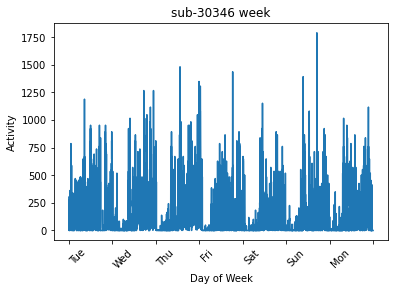 sub-30346 week
Activity
1750
1500
1250
1000
750
500
250
0
Tue
Wed
Thu
Fri
Sat
Sun
Mon
Day of Week